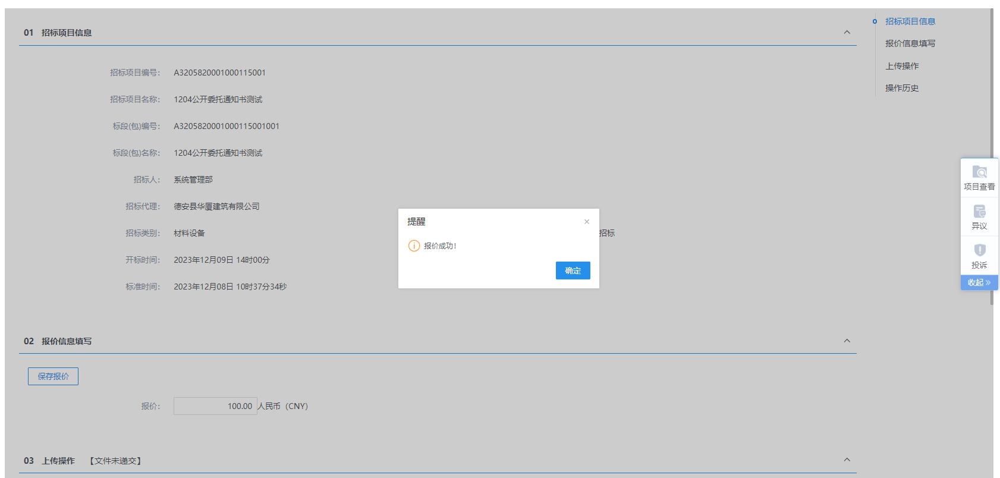 01 招标项目信息
招标项目编号： A3205820001000115001
招标项目名称： 1204公开委托通知书测试
标段(包)编号： A3205820001000115001001
标段(包)名称： 1204公开委托通知书测试
招标人： 系统管理部
招标代理： 德安县华厦建筑有限公司
招标类别： 材料设备
招标
开标时间： 2023年12月09日 14时00分
标准时间： 2023年12月08日 10时37分34秒
提醒
报价成功!
确定
02 报价信息填写
保存报价
报价： 100.00 人民币（CNY）
03 上传操作 【文件未递交】
招标项目信息
报价信息填写
上传操作
操作历史
项目查看
异议
投诉
收起